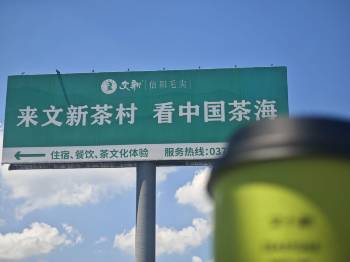 文新 信阳毛尖
来文新茶村 看中国茶海
住宿、餐饮、茶文化体验 服务热线:037